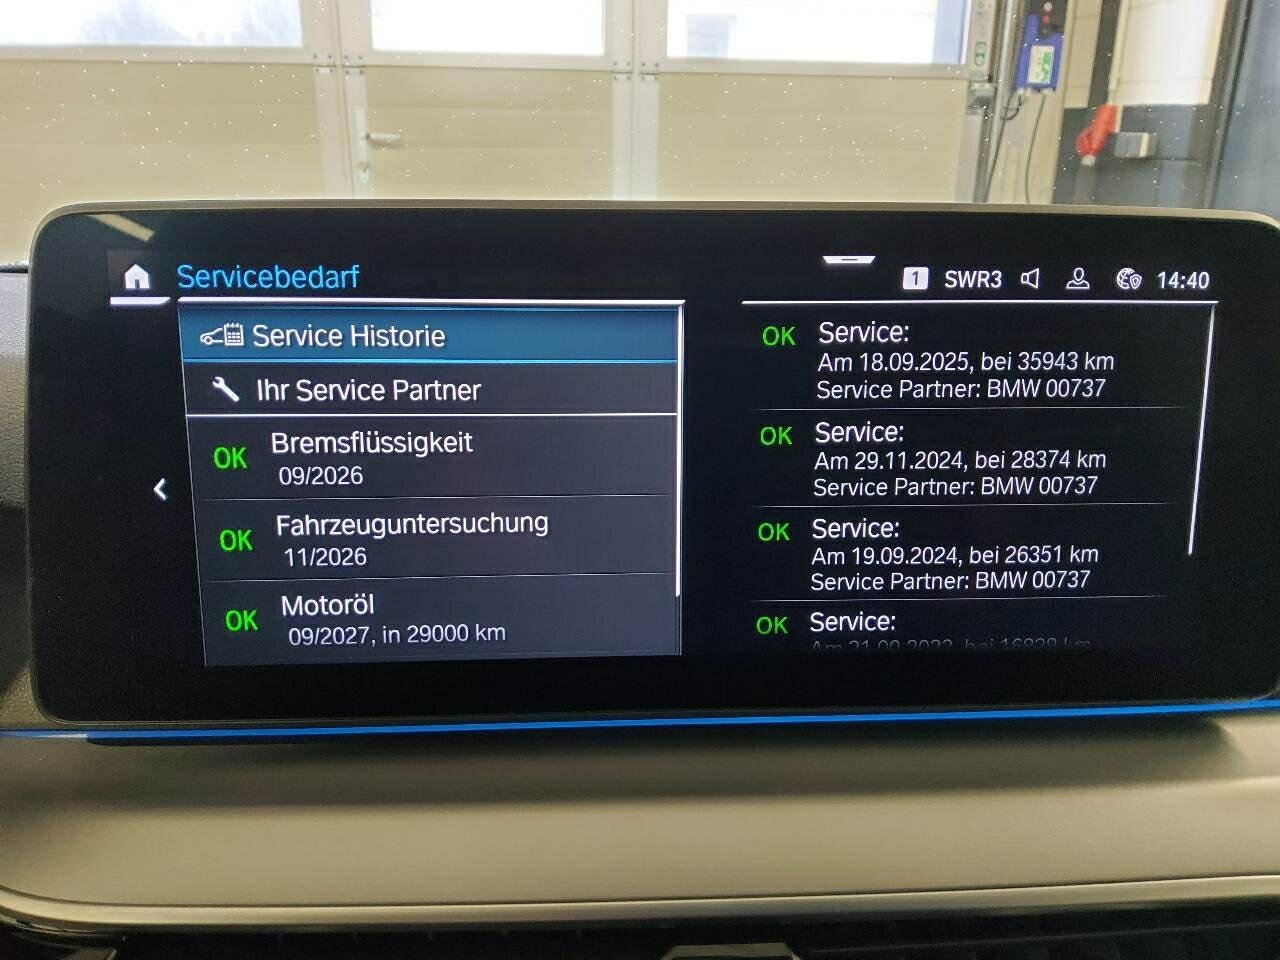 Servicebedarf
1 SWR3 14:40
Service Historie
Ihr Service Partner
OK Bremsflüssigkeit
09/2026
OK Fahrzeuguntersuchung
11/2026
OK Motoröl
09/2027, in 29000 km
OK Service:
Am 18.09.2025, bei 35943 km
Service Partner: BMW 00737
OK Service:
Am 29.11.2024, bei 28374 km
Service Partner: BMW 00737
OK Service:
Am 19.09.2024, bei 26351 km
Service Partner: BMW 00737
OK Service: